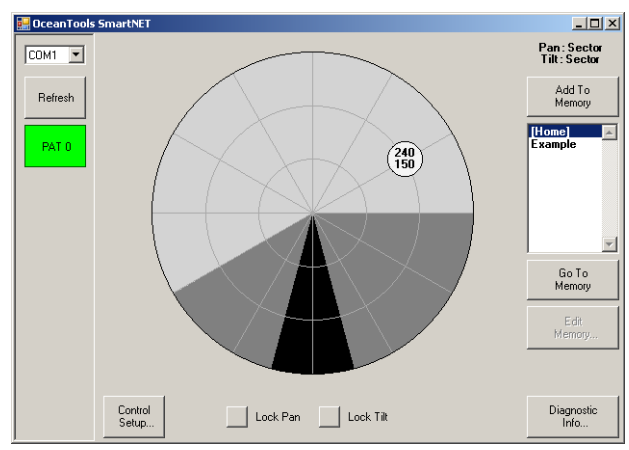 OceanTools SmartNET
COM1
Refresh
PAT 0
240
150
Pan : Sector
Tilt : Sector
Add To
Memory
[Home]
Example
Go To
Memory
Edit
Memory...
Control
Setup...
Lock Pan
Lock Tilt
Diagnostic
Info...